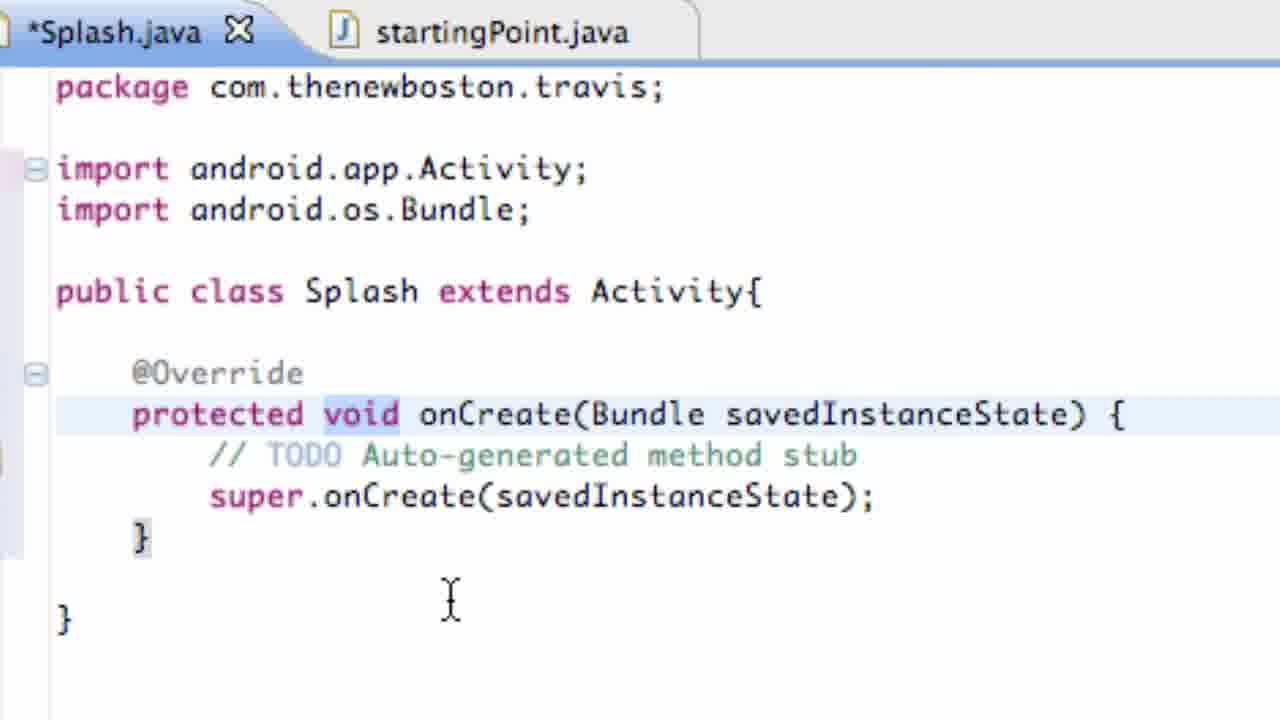 *Splash.java startingPoint.java
package com.thenewboston.travis;
import android.app.Activity;
import android.os.Bundle;
public class Splash extends Activity{
@Override
protected void onCreate(Bundle savedInstanceState) {
// TODO Auto-generated method stub
super.onCreate(savedInstanceState);
}
}